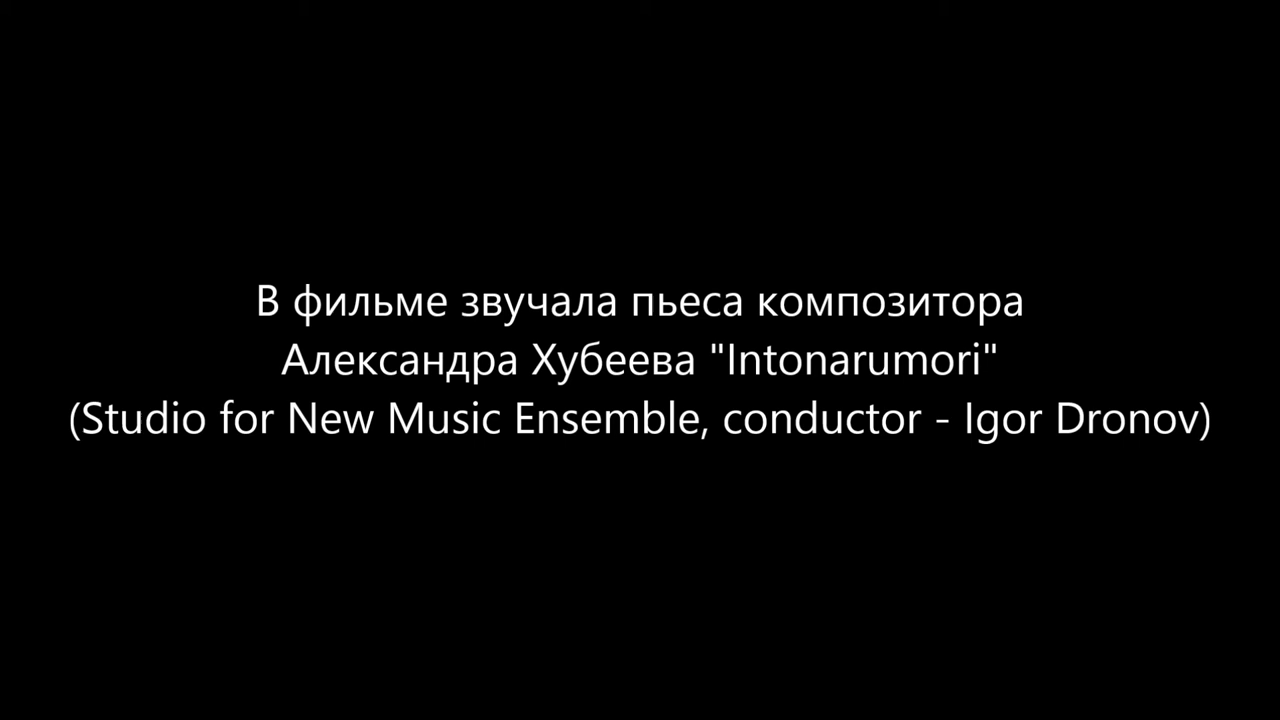 В фильме звучала пьеса композитора
Александра Хубеева "Intonarumori"
(Studio for New Music Ensemble, conductor - Igor Dronov)